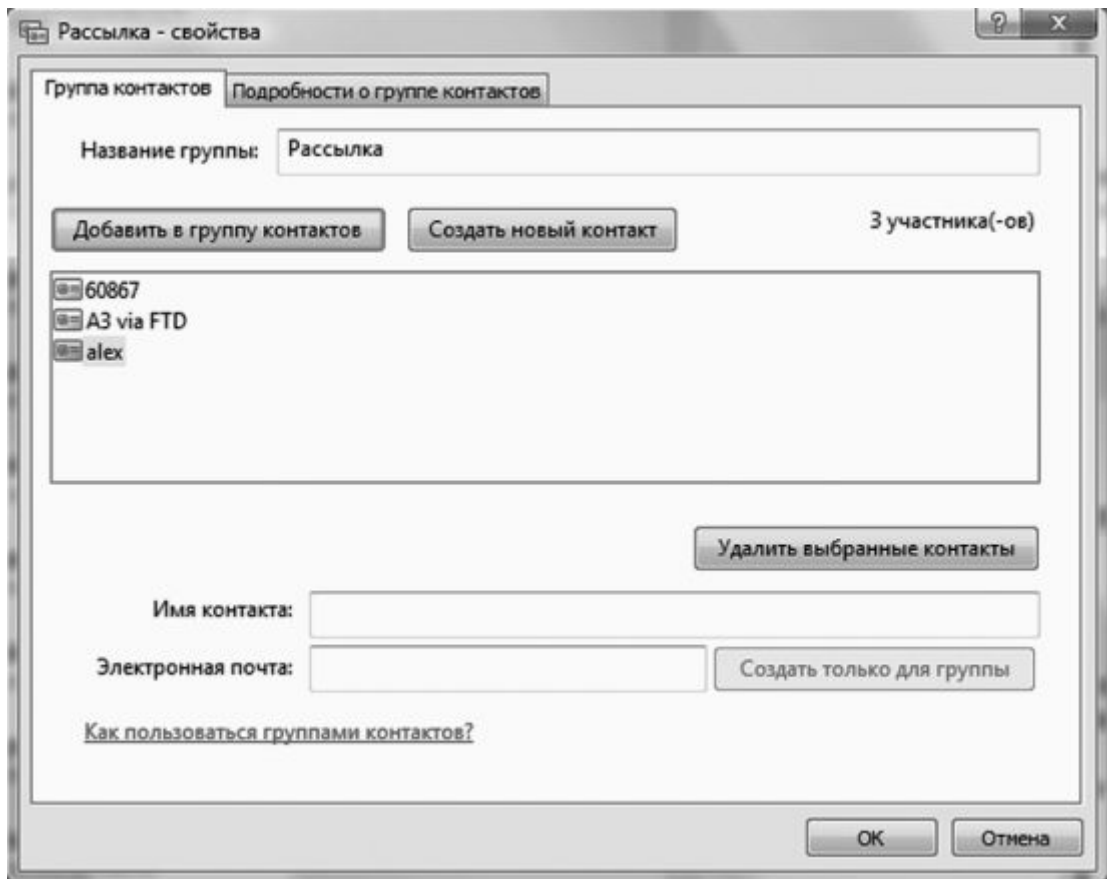 Рассылка - свойства
Группа контактов
Подробности о группе контактов
Название группы: Рассылка
Добавить в группу контактов
Создать новый контакт
3 участника(-ов)
60867
A3 via FTD
alex
Удалить выбранные контакты
Имя контакта:
Электронная почта:
Создать только для группы
Как пользоваться группами контактов?
OK
Отмена